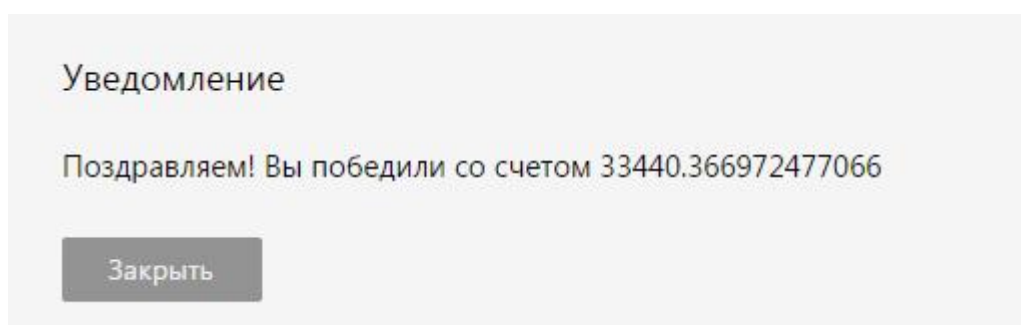 Уведомление
Поздравляем! Вы победили со счетом 33440.366972477066
Закрыть